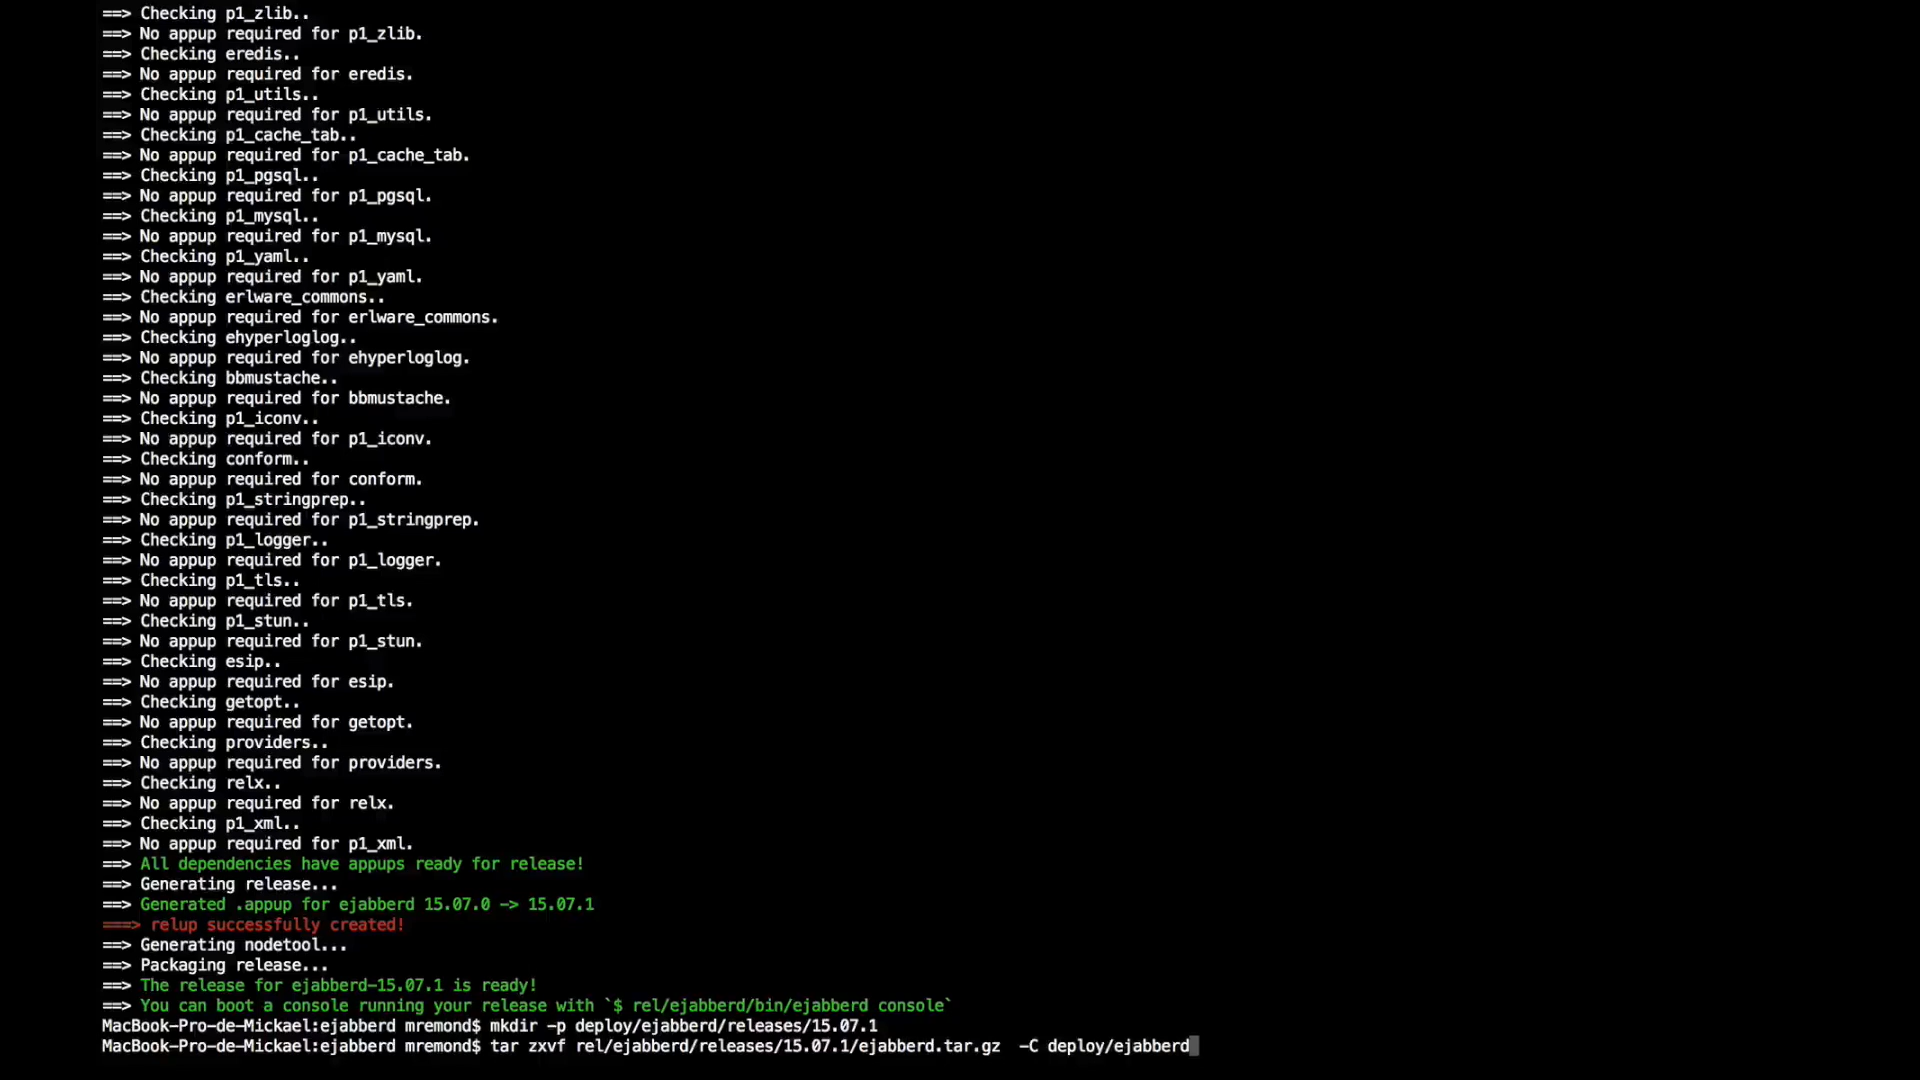 ==> Checking p1_zlib..
==> No appup required for p1_zlib.
==> Checking eredis..
==> No appup required for eredis.
==> Checking p1_utils..
==> No appup required for p1_utils.
==> Checking p1_cache_tab..
==> No appup required for p1_cache_tab.
==> Checking p1_pgsql..
==> No appup required for p1_pgsql.
==> Checking p1_mysql..
==> No appup required for p1_mysql.
==> Checking p1_yaml..
==> No appup required for p1_yaml.
==> Checking erlware_commons..
==> No appup required for erlware_commons.
==> Checking ehyperloglog..
==> No appup required for ehyperloglog.
==> Checking bbmustache..
==> No appup required for bbmustache.
==> Checking p1_iconv..
==> No appup required for p1_iconv.
==> Checking conform..
==> No appup required for conform.
==> Checking p1_stringprep..
==> No appup required for p1_stringprep.
==> Checking p1_logger..
==> No appup required for p1_logger.
==> Checking p1_tls..
==> No appup required for p1_tls.
==> Checking p1_stun..
==> No appup required for p1_stun.
==> Checking esip..
==> No appup required for esip.
==> Checking getopt..
==> No appup required for getopt.
==> Checking providers..
==> No appup required for providers.
==> Checking relx..
==> No appup required for relx.
==> Checking p1_xml..
==> No appup required for p1_xml.
==> All dependencies have appups ready for release!
==> Generating release...
==> Generated .appup for ejabberd 15.07.0 -> 15.07.1
===> relup successfully created!
==> Generating nodetool...
==> Packaging release...
==> The release for ejabberd-15.07.1 is ready!
==> You can boot a console running your release with `$ rel/ejabberd/bin/ejabberd console`
MacBook-Pro-de-Mickael:ejabberd mremond$ mkdir -p deploy/ejabberd/releases/15.07.1
MacBook-Pro-de-Mickael:ejabberd mremond$ tar zxvf rel/ejabberd/releases/15.07.1/ejabberd.tar.gz  -C deploy/ejabberd